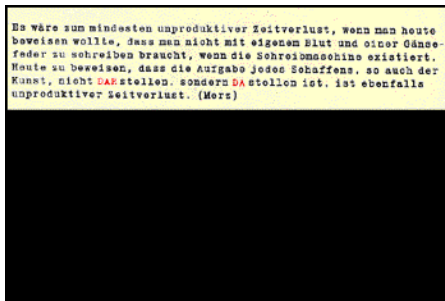 Es wäre zum mindesten unproduktiver Zeitverlust, wenn man heute
beweisen wollte, dass man nicht mit eigenem Blut und einer Gänse-
feder zu schreiben braucht, wenn die Schreibmaschine existiert.
Heute zu beweisen, dass die Aufgabe jedes Schaffens, so auch der
Kunst, nicht DARstellen, sondern DAstellen ist, ist ebenfalls
unproduktiver Zeitverlust. (Merz)